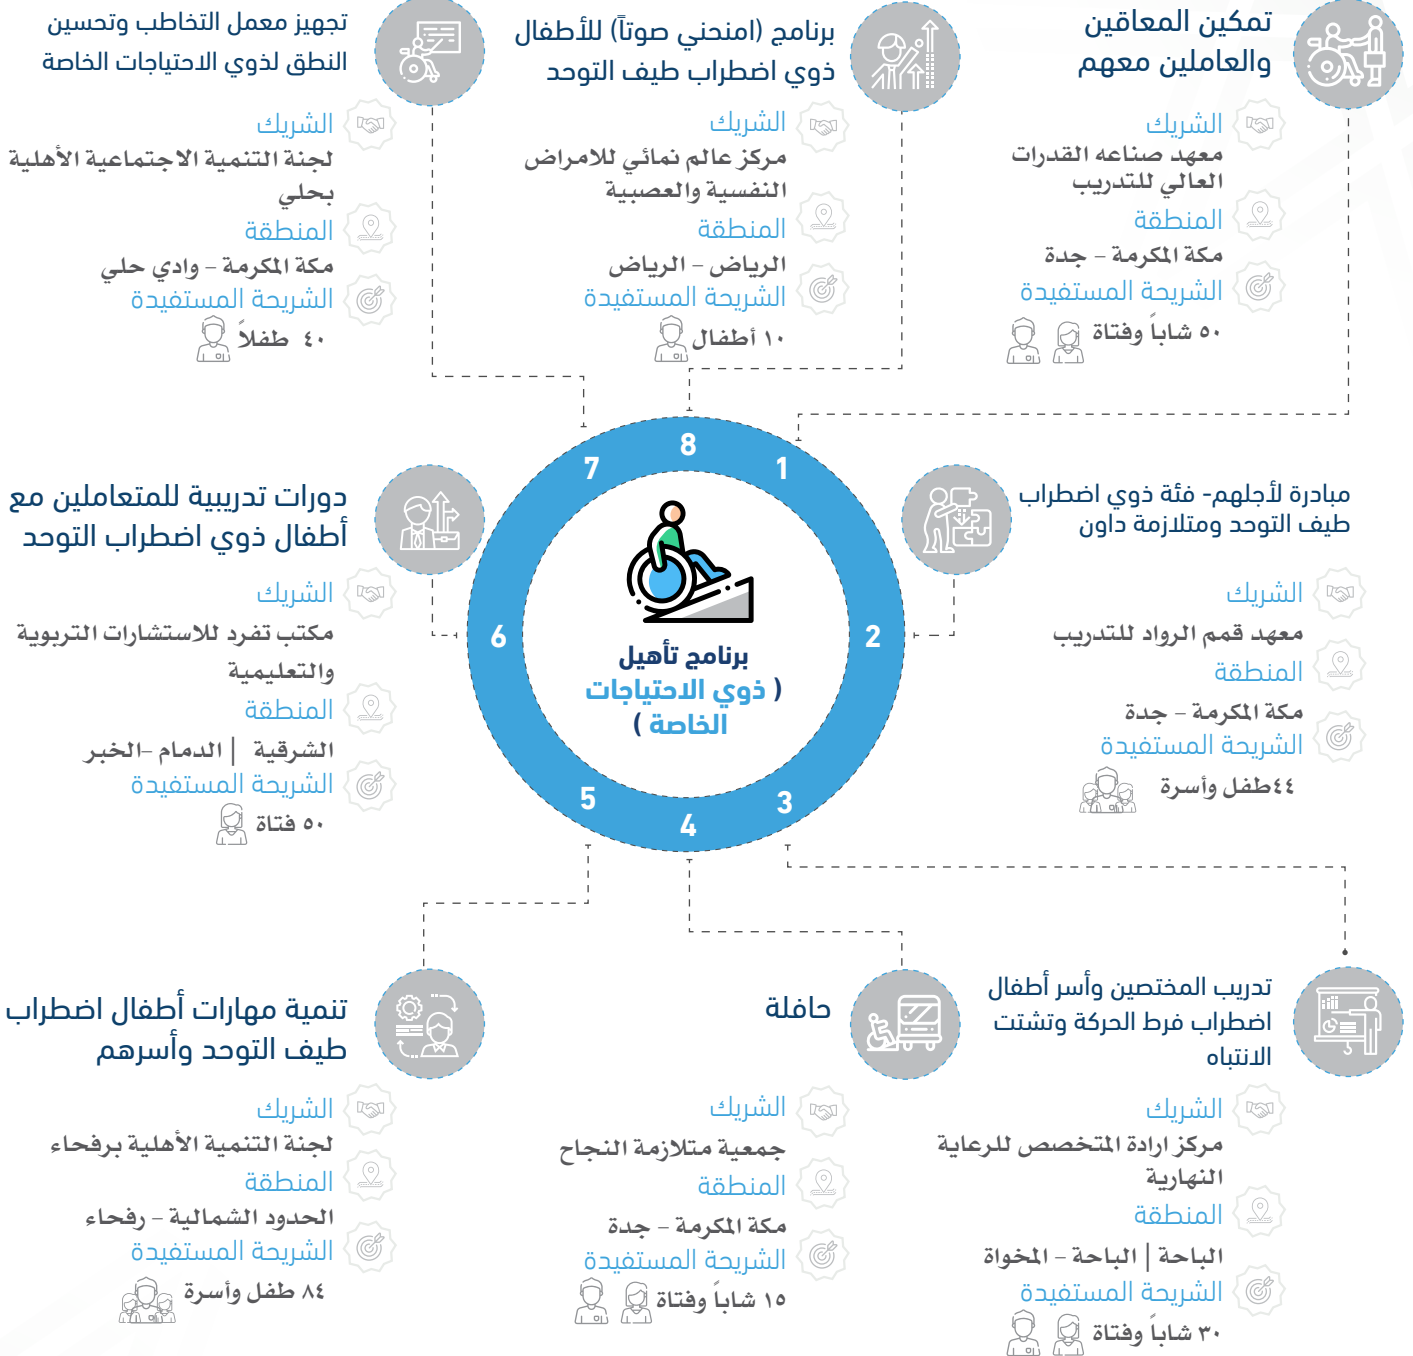 تمكين المعاقين
والعاملين معهم
الشريك
معهد صناعه القدرات
العالي للتدريب
المنطقة
مكة المكرمة – جدة
الشريحة المستفيدة
٥٠ شاباً وفتاة
برنامج (امنحني صوتاً) للأطفال
ذوي اضطراب طيف التوحد
الشريك
مركز عالم نمائي للامراض
النفسية والعصبية
المنطقة
الرياض – الرياض
الشريحة المستفيدة
١٠ أطفال
تجهيز معمل التخاطب وتحسين
النطق لذوي الاحتياجات الخاصة
الشريك
لجنة التنمية الاجتماعية الأهلية
بحلي
المنطقة
مكة المكرمة – وادي حلي
الشريحة المستفيدة
٤٠ طفلاً
8
1
7
2
6
3
5
4
برنامج تأهيل
( ذوي الاحتياجات
الخاصة )
مبادرة لأجلهم- فئة ذوي اضطراب
طيف التوحد ومتلازمة داون
الشريك
معهد قمم الرواد للتدريب
المنطقة
مكة المكرمة – جدة
الشريحة المستفيدة
٤٤طفل وأسرة
دورات تدريبية للمتعاملين مع
أطفال ذوي اضطراب التوحد
الشريك
مكتب تفرد للاستشارات التربوية
والتعليمية
المنطقة
الشرقية | الدمام –الخبر
الشريحة المستفيدة
٥٠ فتاة
تدريب المختصين وأسر أطفال
اضطراب فرط الحركة وتشتت
الانتباه
الشريك
مركز ارادة المتخصص للرعاية
النهارية
المنطقة
الباحة | الباحة – المخواة
الشريحة المستفيدة
٣٠ شاباً وفتاة
حافلة
الشريك
جمعية متلازمة النجاح
المنطقة
مكة المكرمة – جدة
الشريحة المستفيدة
١٥ شاباً وفتاة
تنمية مهارات أطفال اضطراب
طيف التوحد وأسرهم
الشريك
لجنة التنمية الأهلية برفحاء
المنطقة
الحدود الشمالية – رفحاء
الشريحة المستفيدة
٨٤ طفل وأسرة